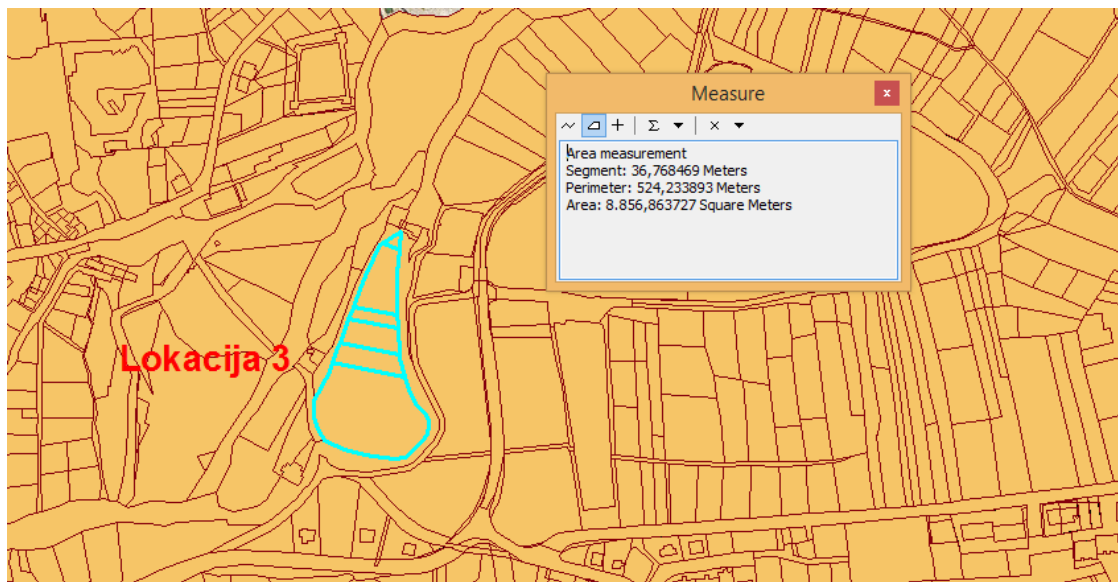 Measure
Area measurement
Segment: 36,768469 Meters
Perimeter: 524,233893 Meters
Area: 8.856,863727 Square Meters
Lokacija 3